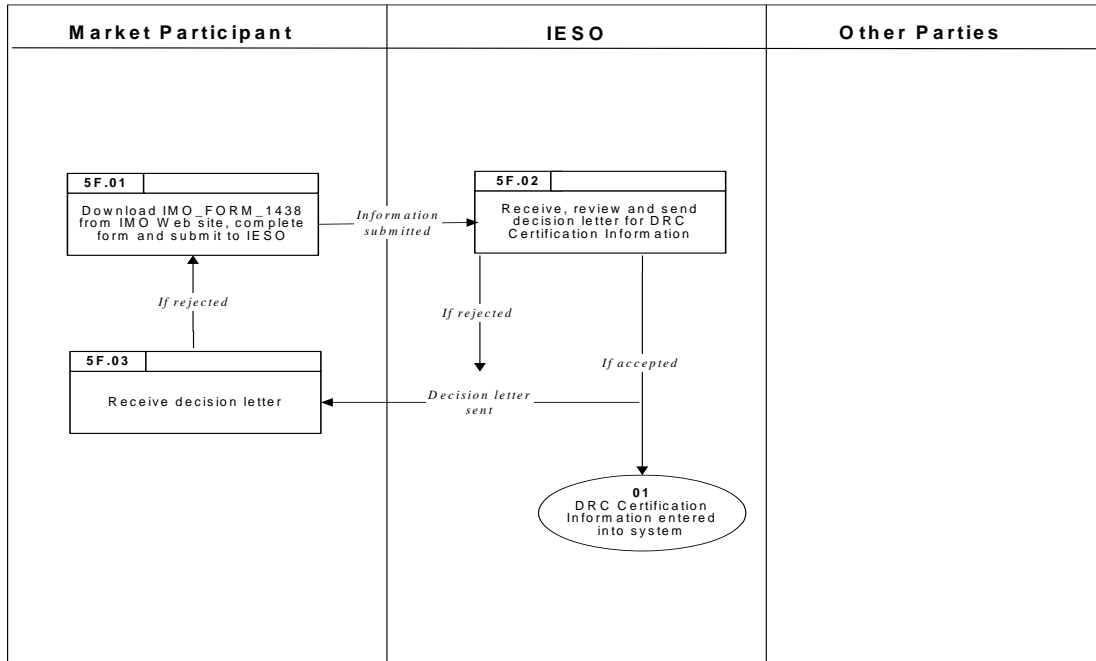 Market Participant
IESO
Other Parties
5F.01
Download IMO_FORM_1438
from IMO Web site, complete
form and submit to IESO
Information
submitted
5F.02
Receive, review and send
decision letter for DRC
Certification Information
If rejected
If rejected
If accepted
5F.03
Receive decision letter
Decision letter
sent
01
DRC Certification
Information entered
into system